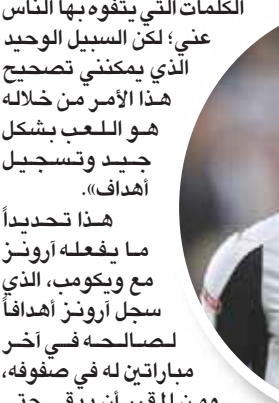 الكلمات التي يتفوه بها الناس
عني؛ لكن السبيل الوحيد
الذي يمكنني تصحيح
هذا الأمر من خلاله
هو اللعب بشكل
جيد وتسجيل
أهداف».
هذا تحديداً
ما يفعله آرونز
مع ويكومب، الذي
سجل آرونز أهدافاً
لصالحه في آخر
مباراتين له في صفوفه،